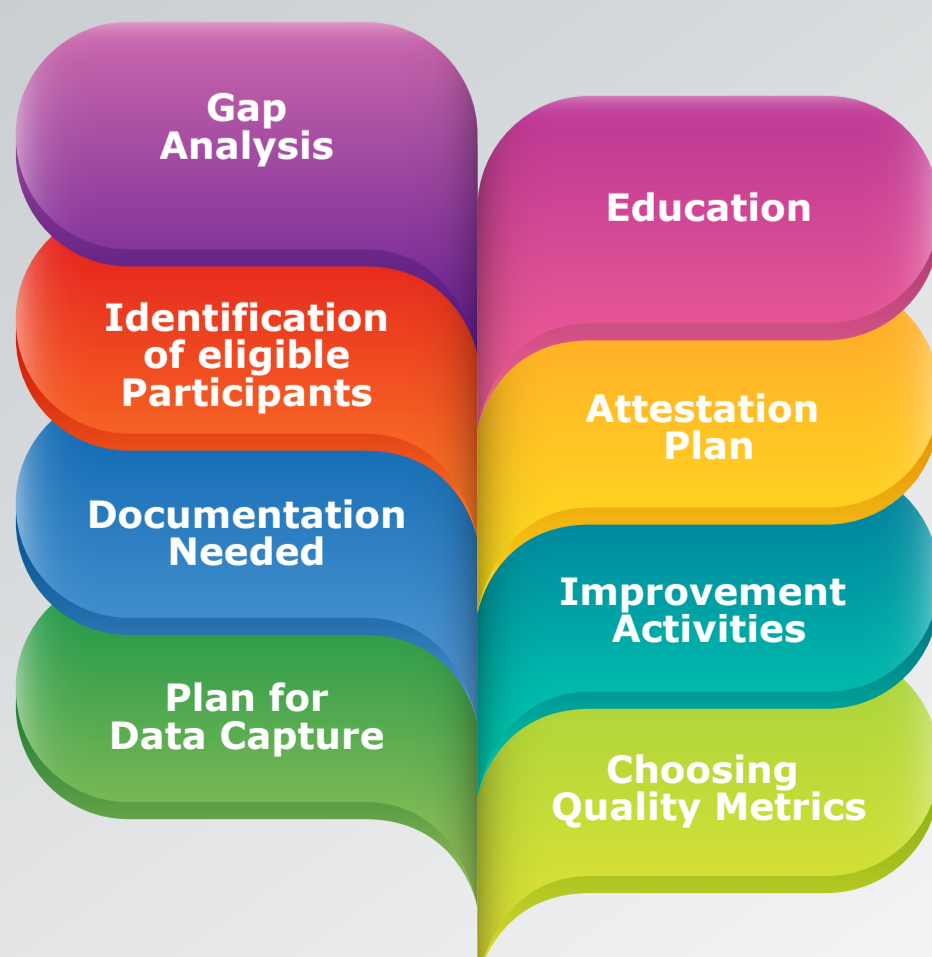 Gap
Analysis
Education
Identification
of eligible
Participants
Attestation
Plan
Documentation
Needed
Improvement
Activities
Plan for
Data Capture
Choosing
Quality Metrics